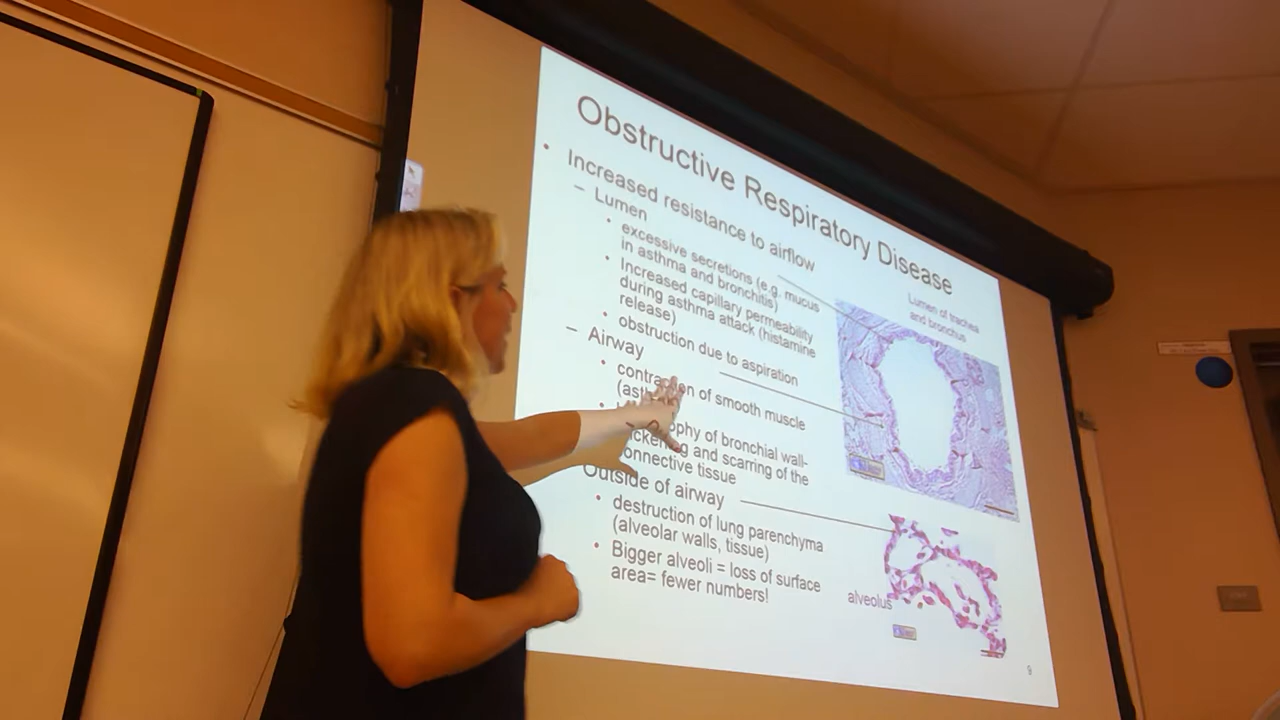 Obstructive Respiratory Disease
• Increased resistance to airflow
– Lumen
• excessive secretions (e.g. mucus
in asthma and bronchitis)
• Increased capillary permeability
during asthma attack (histamine
release)
• obstruction due to aspiration
– Airway
• of smooth muscle
of bronchial wall-
and scarring of the
tissue
Outside of airway
• destruction of lung parenchyma
(alveolar walls, tissue)
• Bigger alveoli = loss of surface
area= fewer numbers!
Lumen of trachea
and bronchus
alveolus
9